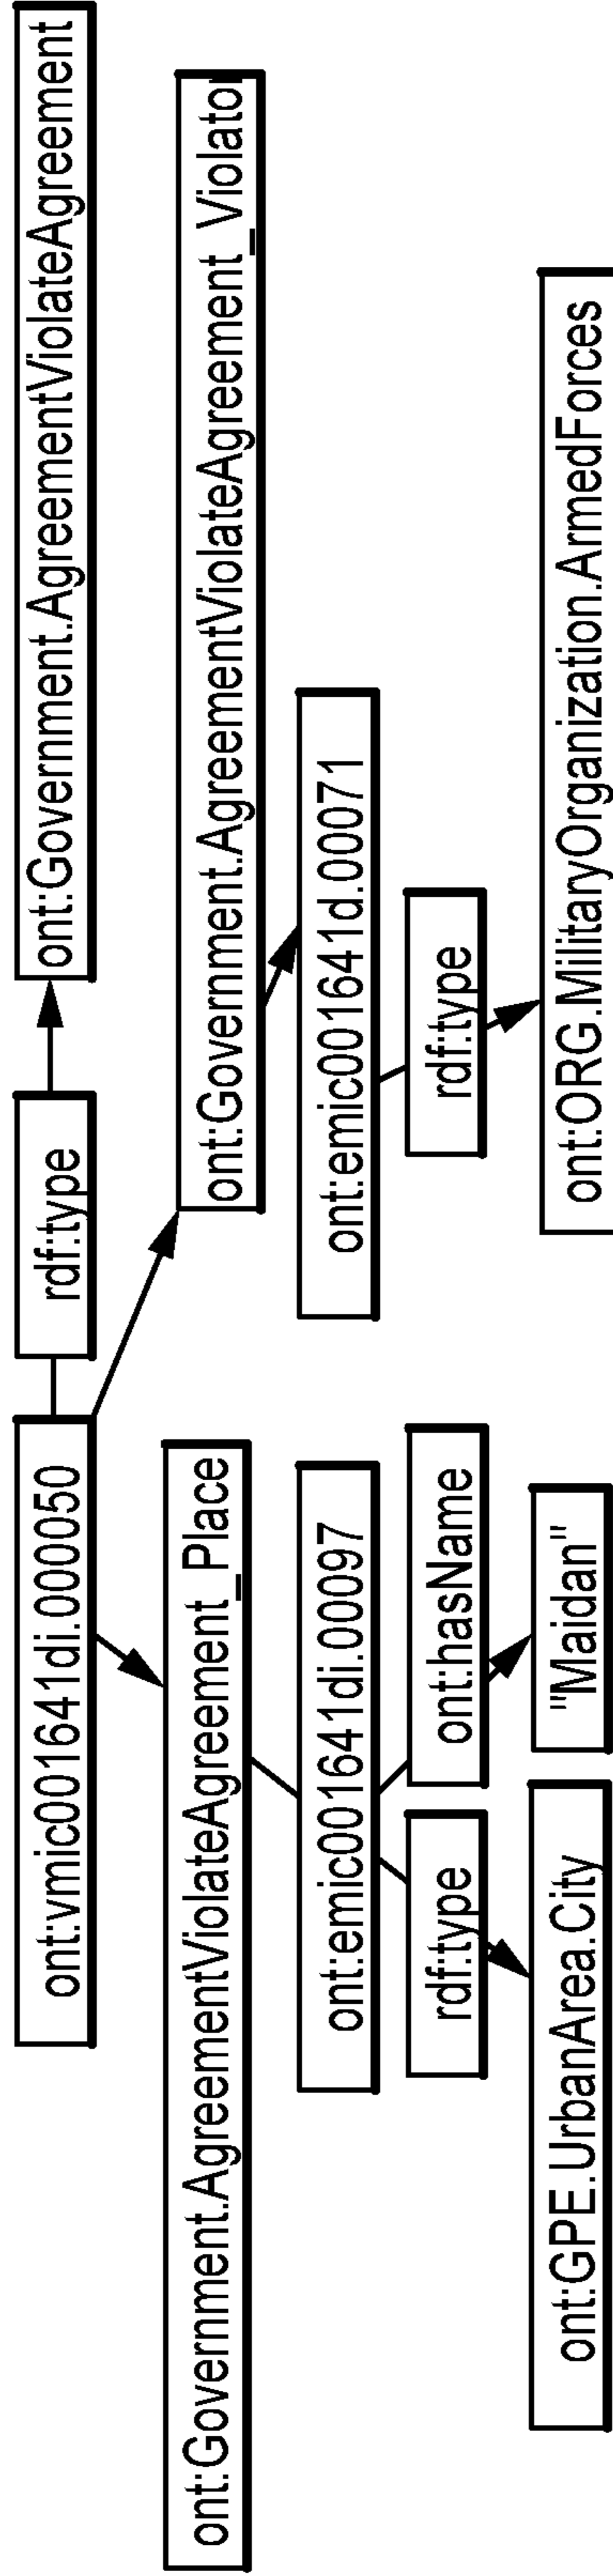 ont:vmic001641di.000050
rdf:type
ont:Government.AgreementViolateAgreement
ont:Government.AgreementViolateAgreement_Place
ont:Government.AgreementViolateAgreement_Violator
ont:emic001641di.00097
ont:emic001641d.00071
rdf:type
ont:hasName
rdf:type
ont:GPE.UrbanArea.City
"Maidan"
ont:ORG.MilitaryOrganization.ArmedForces